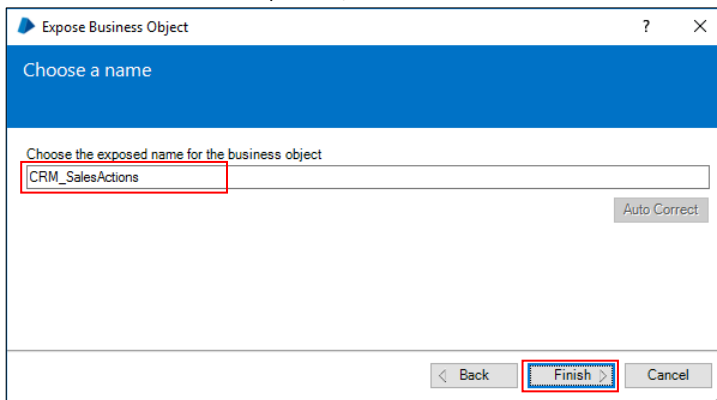 Expose Business Object ? X
Choose a name
Choose the exposed name for the business object
CRM_SalesActions
Auto Correct
Back Finish Cancel